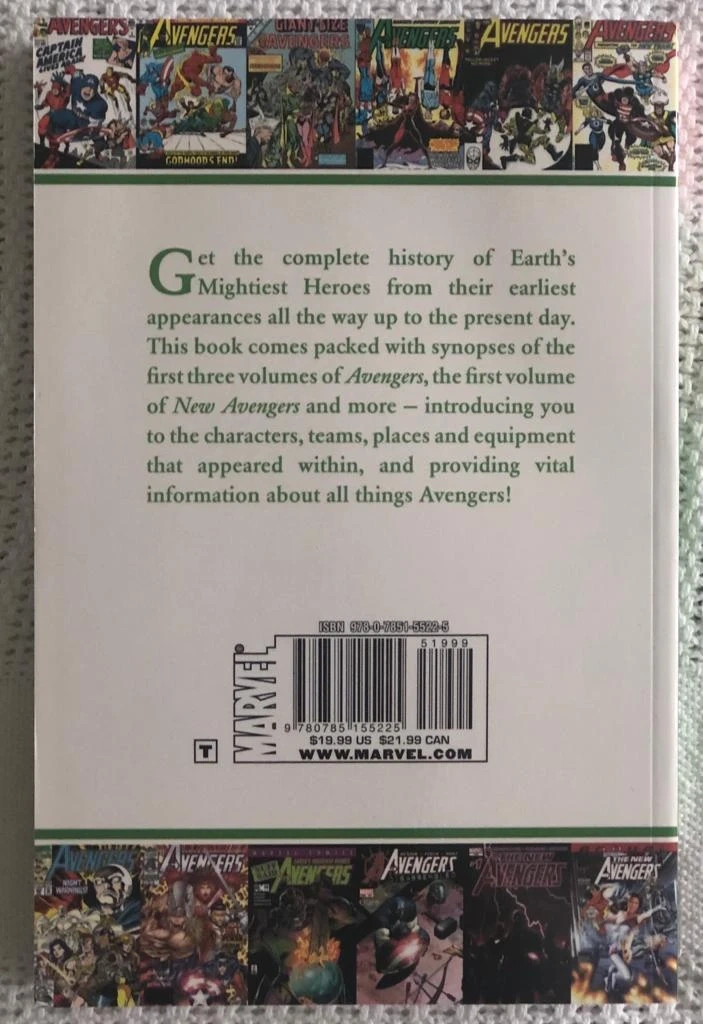 AVENGERS
CAPTAIN
AMERICA
LIVES AGAIN!
AVENGERS
GODHOOD'S END!
GIANT-SIZE
AVENGERS
AVENGERS
AVENGERS
AVENGERS
Get the complete history of Earth's
Mightiest Heroes from their earliest
appearances all the way up to the present day.
This book comes packed with synopses of the
first three volumes of Avengers, the first volume
of New Avengers and more – introducing you
to the characters, teams, places and equipment
that appeared within, and providing vital
information about all things Avengers!
ISBN 978-0-7851-5522-5
51999
MARVEL
9 780785 155225
T
$19.99 US $21.99 CAN
WWW.MARVEL.COM
AVENGERS
AVENGERS
AVENGERS
AVENGERS
THE NEW
AVENGERS
THE NEW
AVENGERS